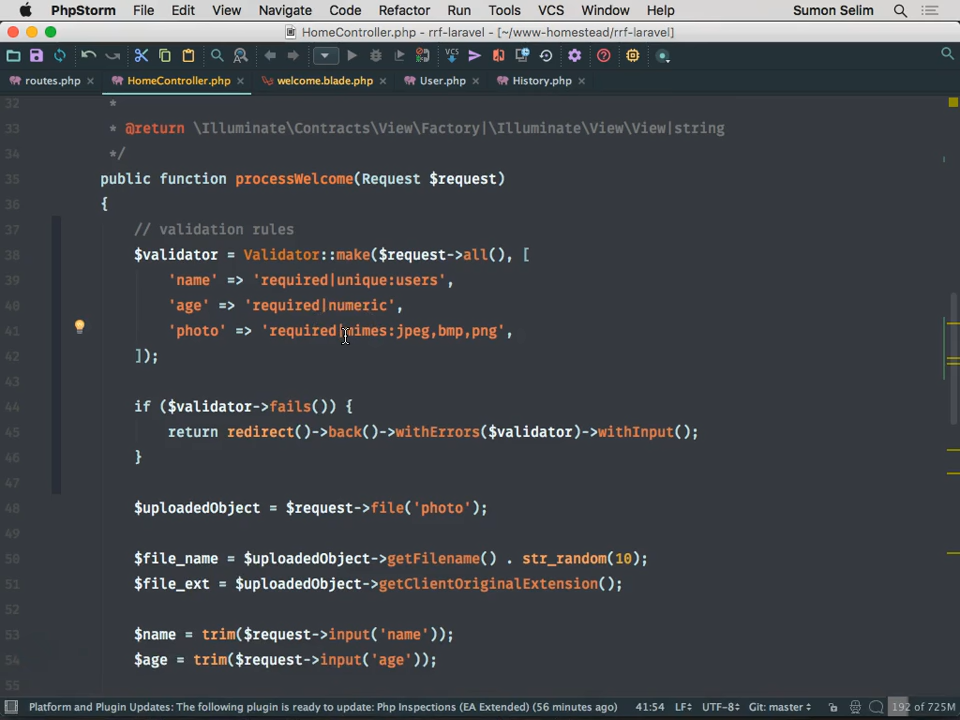 PhpStorm File Edit View Navigate Code Refactor Run Tools VCS Window Help Sumon Selim
HomeController.php - rrf-laravel - [~/www-homestead/rrf-laravel]
routes.php HomeController.php welcome.blade.php User.php History.php
32 *
33 * @return \Illuminate\Contracts\View\Factory|\Illuminate\View\View|string
34 */
35 public function processWelcome(Request $request)
36 {
37 // validation rules
38 $validator = Validator::make($request->all(), [
39 'name' => 'required|unique:users',
40 'age' => 'required|numeric',
41 'photo' => 'required|mimes:jpeg,bmp,png',
42 ]);
43
44 if ($validator->fails()) {
45 return redirect()->back()->withErrors($validator)->withInput();
46 }
47
48 $uploadedObject = $request->file('photo');
49
50 $file_name = $uploadedObject->getFilename() . str_random(10);
51 $file_ext = $uploadedObject->getClientOriginalExtension();
52
53 $name = trim($request->input('name'));
54 $age = trim($request->input('age'));
55
Platform and Plugin Updates: The following plugin is ready to update: Php Inspections (EA Extended) (56 minutes ago) 41:54 LF÷ UTF-8÷ Git: master÷ 192 of 725M